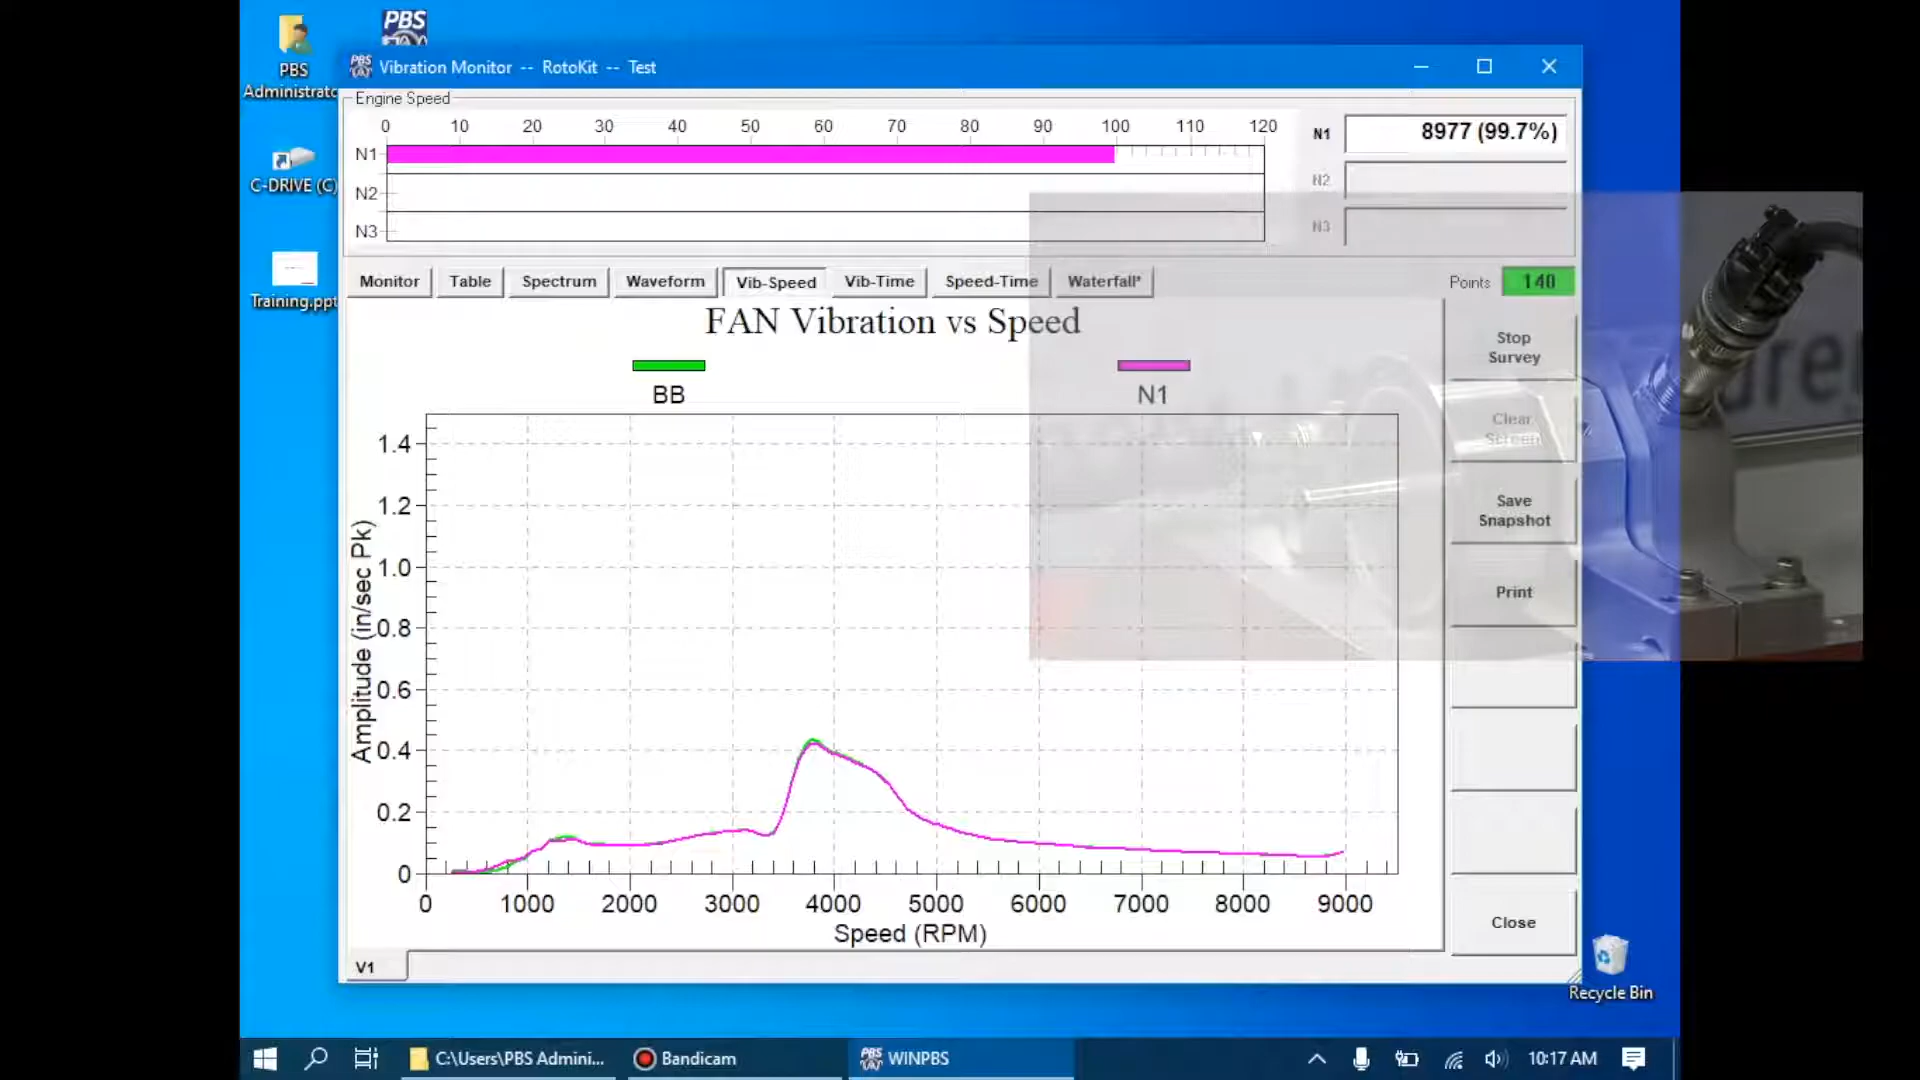 PBS
PBS
Administrato
C-DRIVE (C)
Training.ppt
PBS Vibration Monitor -- RotoKit -- Test
Engine Speed
0 10 20 30 40 50 60 70 80 90 100 110 120
N1
N2
N3
N1 8977 (99.7%)
N2
N3
Monitor Table Spectrum Waveform Vib-Speed Vib-Time Speed-Time Waterfall*
Points 140
FAN Vibration vs Speed
BB N1
Amplitude (in/sec Pk)
1.4
1.2
1.0
0.8
0.6
0.4
0.2
0
0 1000 2000 3000 4000 5000 6000 7000 8000 9000
Speed (RPM)
V1
Stop
Survey
Clear
Screen
Save
Snapshot
Print
Close
Recycle Bin
C:\Users\PBS Admini...
Bandicam
PBS WINPBS
10:17 AM